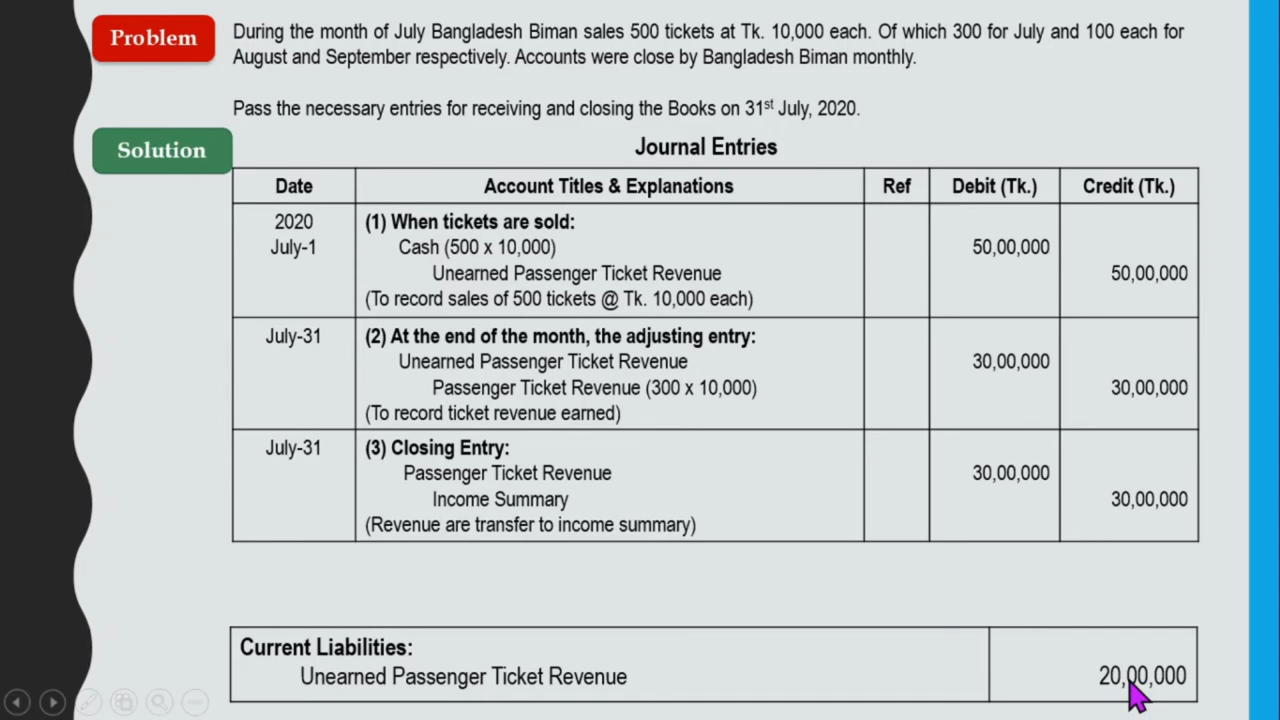 Problem
During the month of July Bangladesh Biman sales 500 tickets at Tk. 10,000 each. Of which 300 for July and 100 each for
August and September respectively. Accounts were close by Bangladesh Biman monthly.
Pass the necessary entries for receiving and closing the Books on 31st July, 2020.
Solution
Journal Entries
Date Account Titles & Explanations Ref Debit (Tk.) Credit (Tk.)
2020 (1) When tickets are sold:
July-1 Cash (500 x 10,000) 50,00,000
Unearned Passenger Ticket Revenue 50,00,000
(To record sales of 500 tickets @ Tk. 10,000 each)
July-31 (2) At the end of the month, the adjusting entry:
Unearned Passenger Ticket Revenue 30,00,000
Passenger Ticket Revenue (300 x 10,000) 30,00,000
(To record ticket revenue earned)
July-31 (3) Closing Entry:
Passenger Ticket Revenue 30,00,000
Income Summary 30,00,000
(Revenue are transfer to income summary)
Current Liabilities:
Unearned Passenger Ticket Revenue 20,00,000